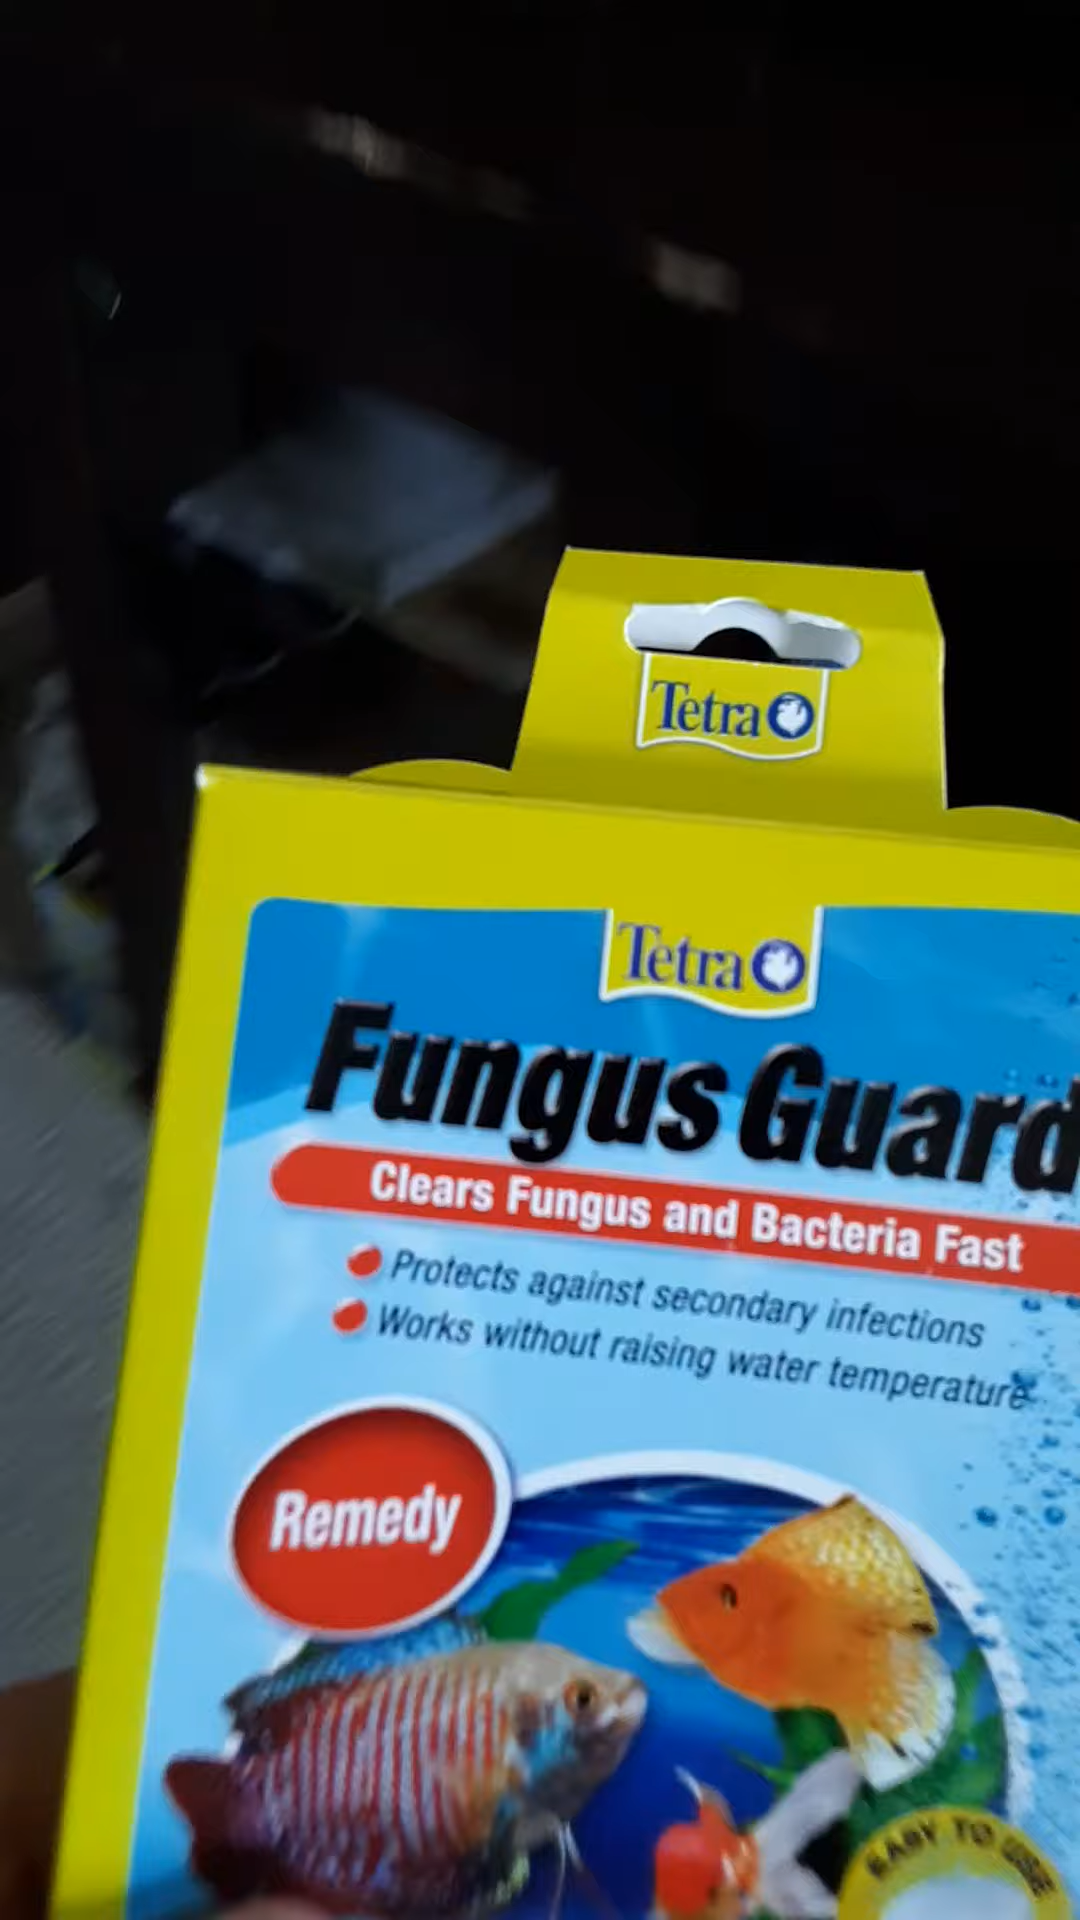 Tetra
Tetra
Fungus Guard
Clears Fungus and Bacteria Fast
Protects against secondary infections
Works without raising water temperature
Remedy
EASY TO USE